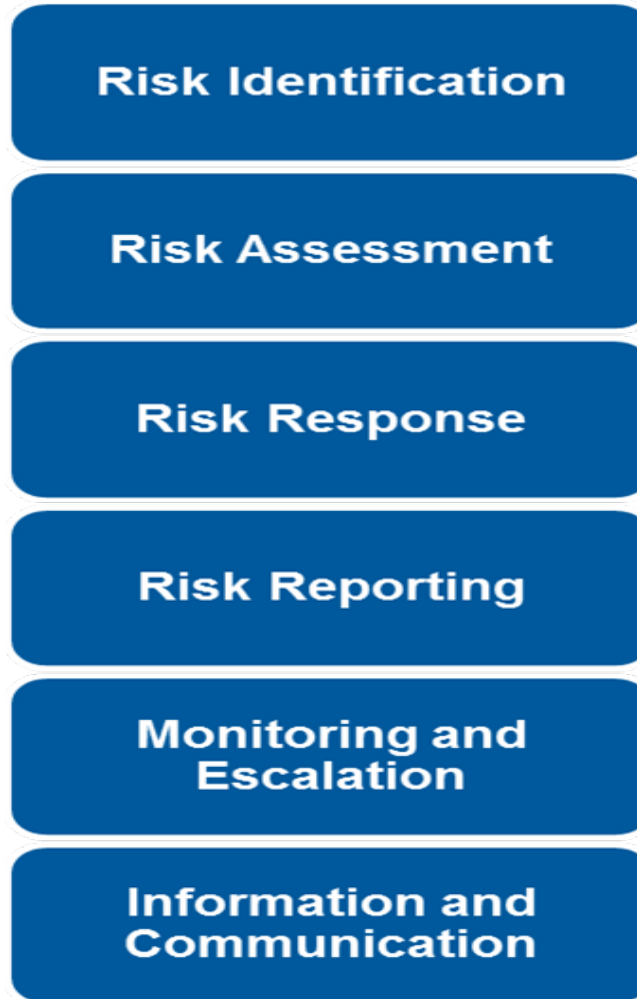 Risk Identification
Risk Assessment
Risk Response
Risk Reporting
Monitoring and
Escalation
Information and
Communication